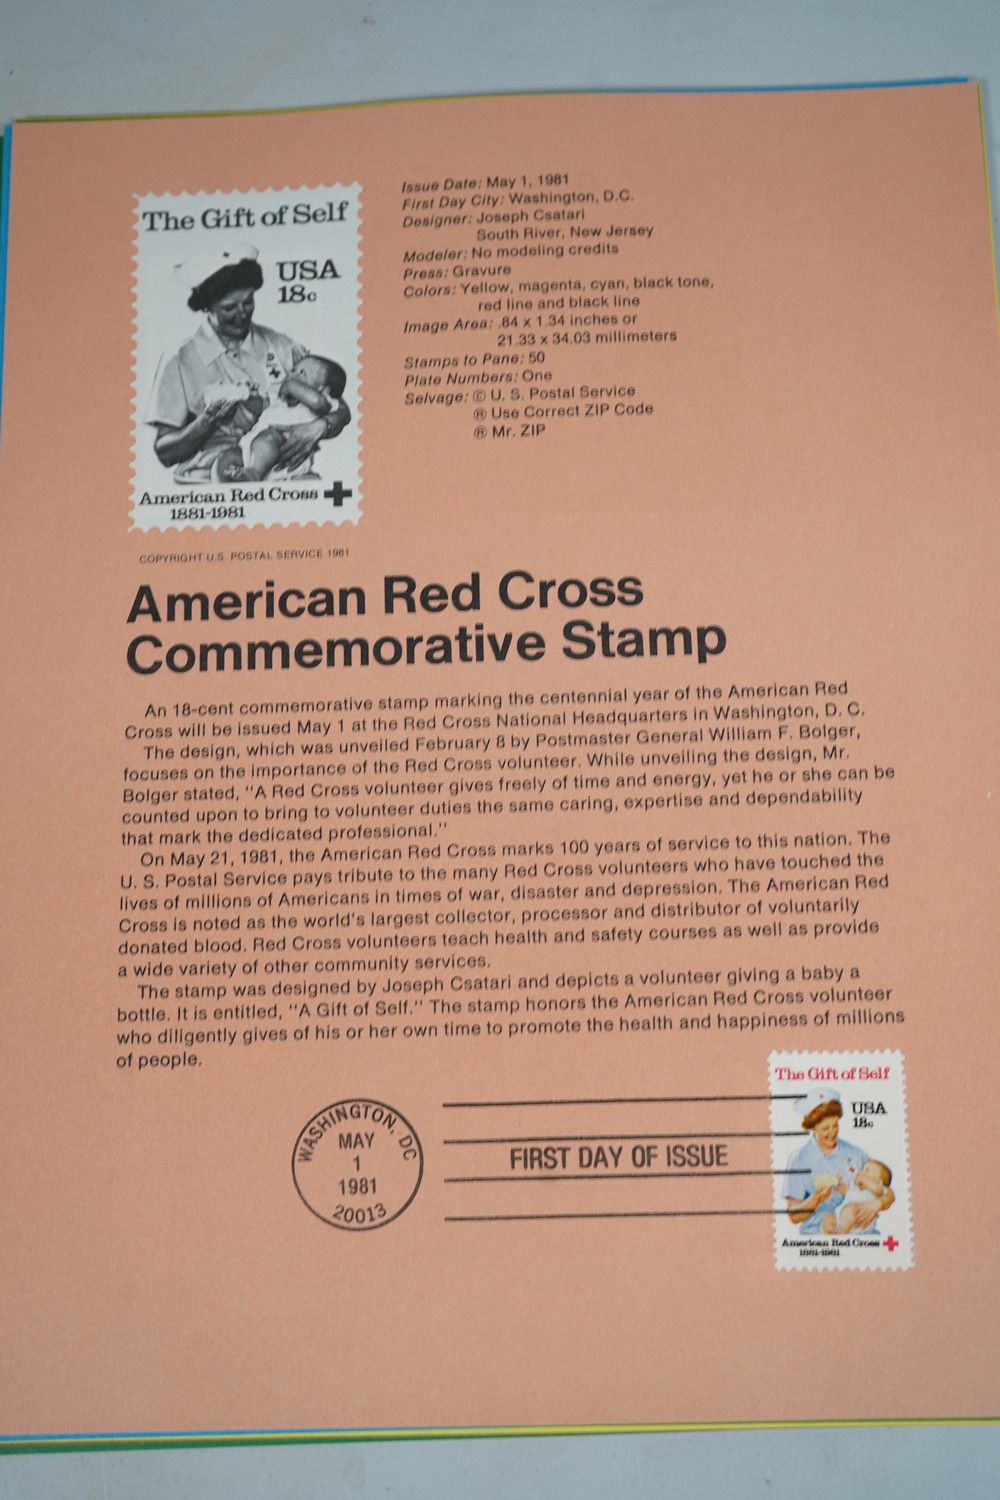 The Gift of Self
USA
18c
American Red Cross
1881-1981
COPYRIGHT U.S. POSTAL SERVICE 1981
Issue Date: May 1, 1981
First Day City: Washington, D.C.
Designer: Joseph Csatari
South River, New Jersey
Modeler: No modeling credits
Press: Gravure
Colors: Yellow, magenta, cyan, black tone,
red line and black line
Image Area: .84 x 1.34 inches or
21.33 x 34.03 millimeters
Stamps to Pane: 50
Plate Numbers: One
Selvage: © U. S. Postal Service
® Use Correct ZIP Code
® Mr. ZIP
American Red Cross
Commemorative Stamp
An 18-cent commemorative stamp marking the centennial year of the American Red
Cross will be issued May 1 at the Red Cross National Headquarters in Washington, D. C.
The design, which was unveiled February 8 by Postmaster General William F. Bolger,
focuses on the importance of the Red Cross volunteer. While unveiling the design, Mr.
Bolger stated, "A Red Cross volunteer gives freely of time and energy, yet he or she can be
counted upon to bring to volunteer duties the same caring, expertise and dependability
that mark the dedicated professional."
On May 21, 1981, the American Red Cross marks 100 years of service to this nation. The
U. S. Postal Service pays tribute to the many Red Cross volunteers who have touched the
lives of millions of Americans in times of war, disaster and depression. The American Red
Cross is noted as the world's largest collector, processor and distributor of voluntarily
donated blood. Red Cross volunteers teach health and safety courses as well as provide
a wide variety of other community services.
The stamp was designed by Joseph Csatari and depicts a volunteer giving a baby a
bottle. It is entitled, "A Gift of Self." The stamp honors the American Red Cross volunteer
who diligently gives of his or her own time to promote the health and happiness of millions
of people.
WASHINGTON, DC
MAY
1
1981
20013
FIRST DAY OF ISSUE
The Gift of Self
USA
18c
American Red Cross
1881-1981